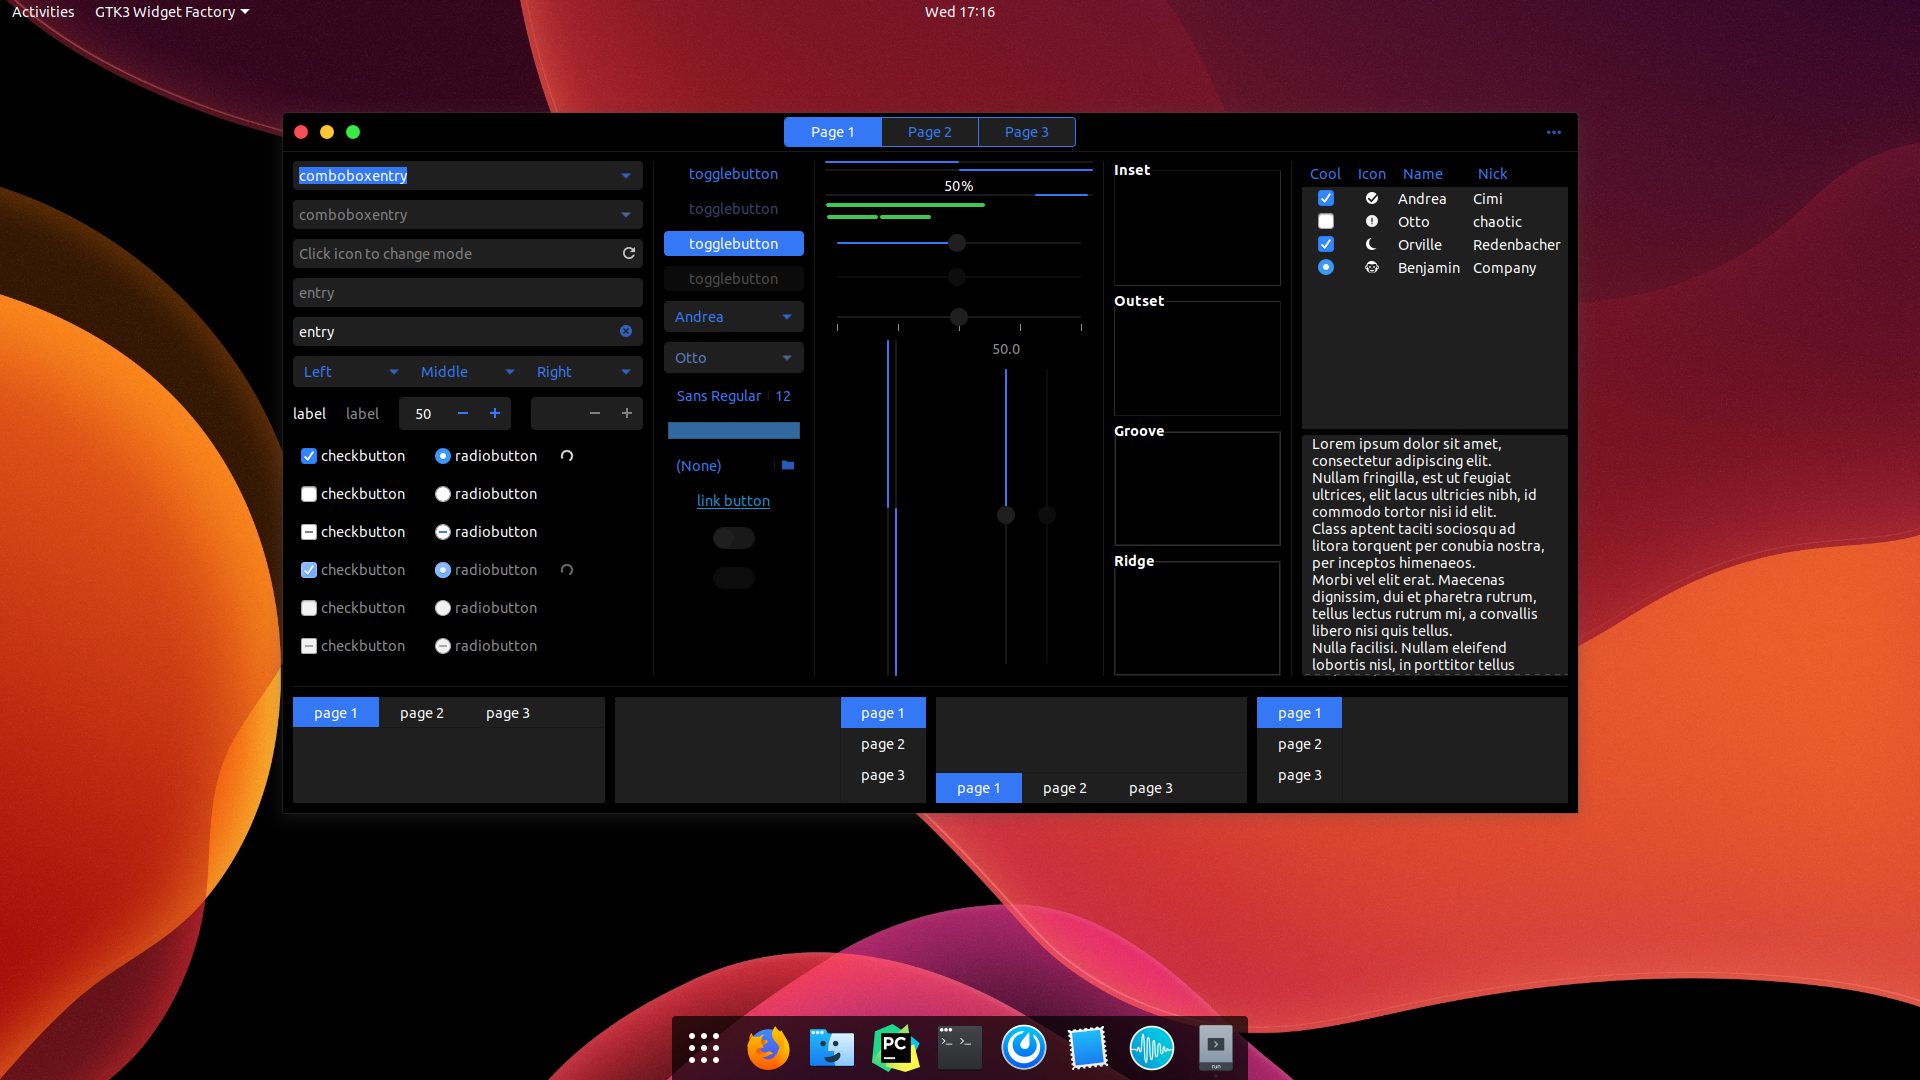 Activities GTK3 Widget Factory Wed 17:16
Page 1 Page 2 Page 3
comboboxentry
comboboxentry
Click icon to change mode
entry
entry
Left Middle Right
label label 50
checkbutton radiobutton
checkbutton radiobutton
checkbutton radiobutton
checkbutton radiobutton
checkbutton radiobutton
checkbutton radiobutton
togglebutton
togglebutton
togglebutton
togglebutton
Andrea
Otto
Sans Regular 12
(None)
link button
50%
50.0
Inset
Outset
Groove
Ridge
Cool Icon Name Nick
Andrea Cimi
Otto chaotic
Orville Redenbacher
Benjamin Company
Lorem ipsum dolor sit amet,
consectetur adipiscing elit.
Nullam fringilla, est ut feugiat
ultrices, elit lacus ultricies nibh, id
commodo tortor nisi id elit.
Class aptent taciti sociosqu ad
litora torquent per conubia nostra,
per inceptos himenaeos.
Morbi vel elit erat. Maecenas
dignissim, dui et pharetra rutrum,
tellus lectus rutrum mi, a convallis
libero nisi quis tellus.
Nulla facilisi. Nullam eleifend
lobortis nisl, in porttitor tellus
page 1 page 2 page 3
page 1
page 2
page 3
page 1 page 2 page 3
page 1
page 2
page 3
PC
run